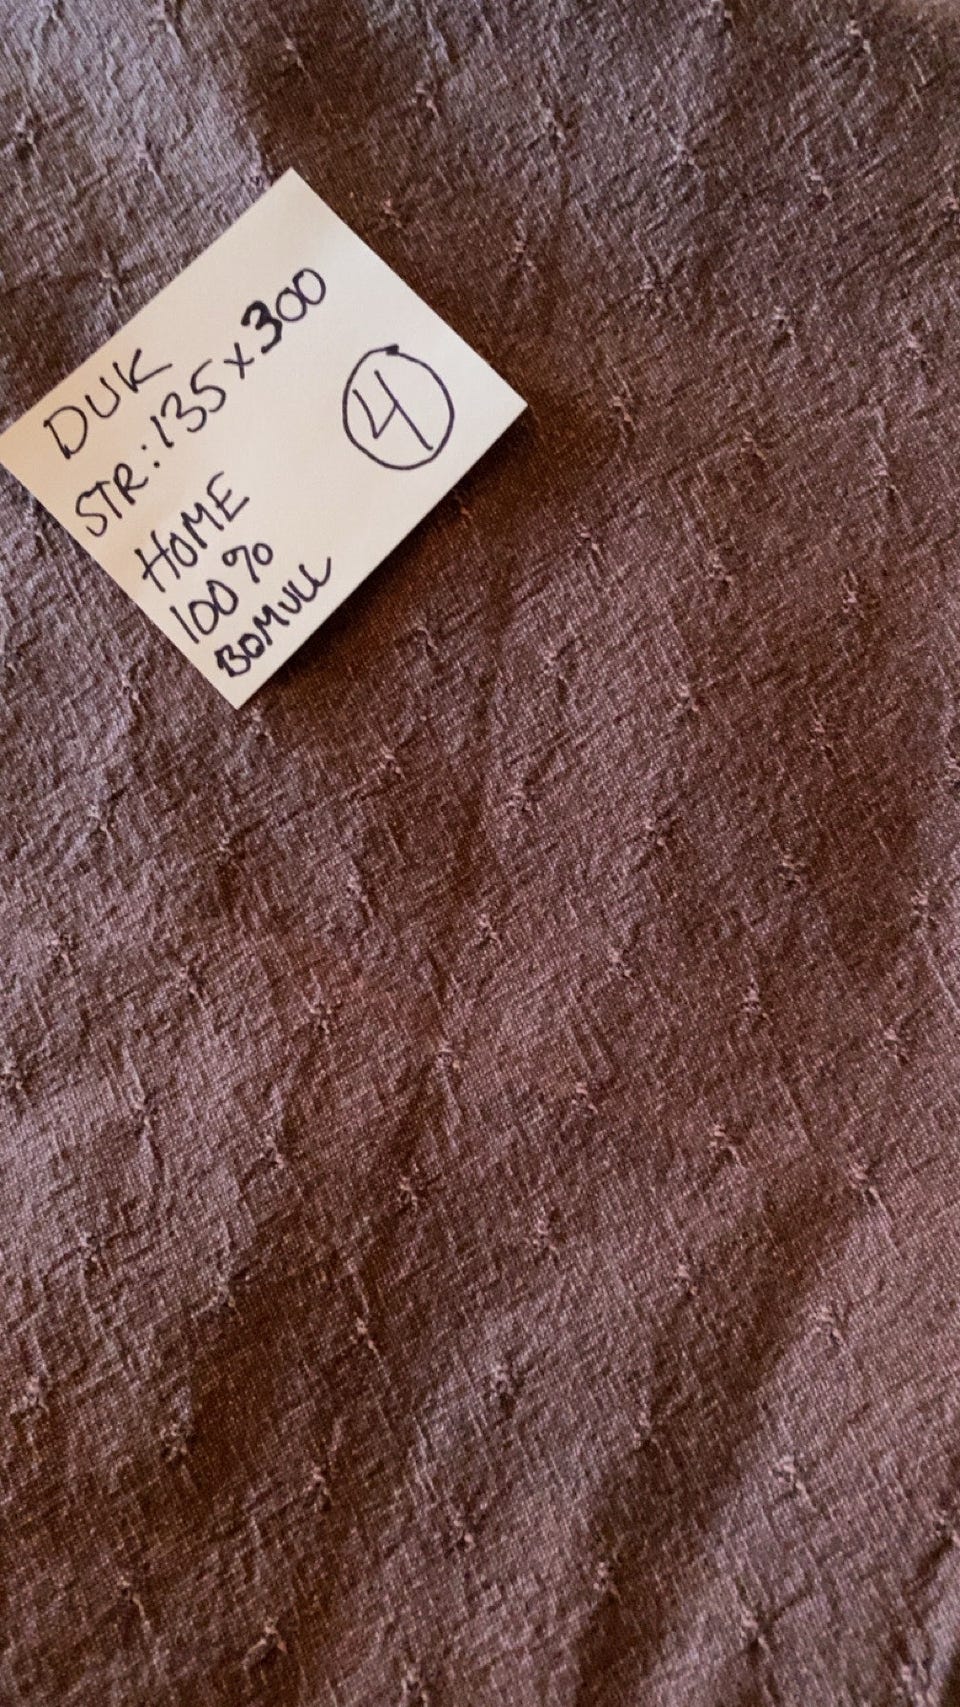 DUK
STR: 135 x 300
④
HOME
100 %
BOMULL